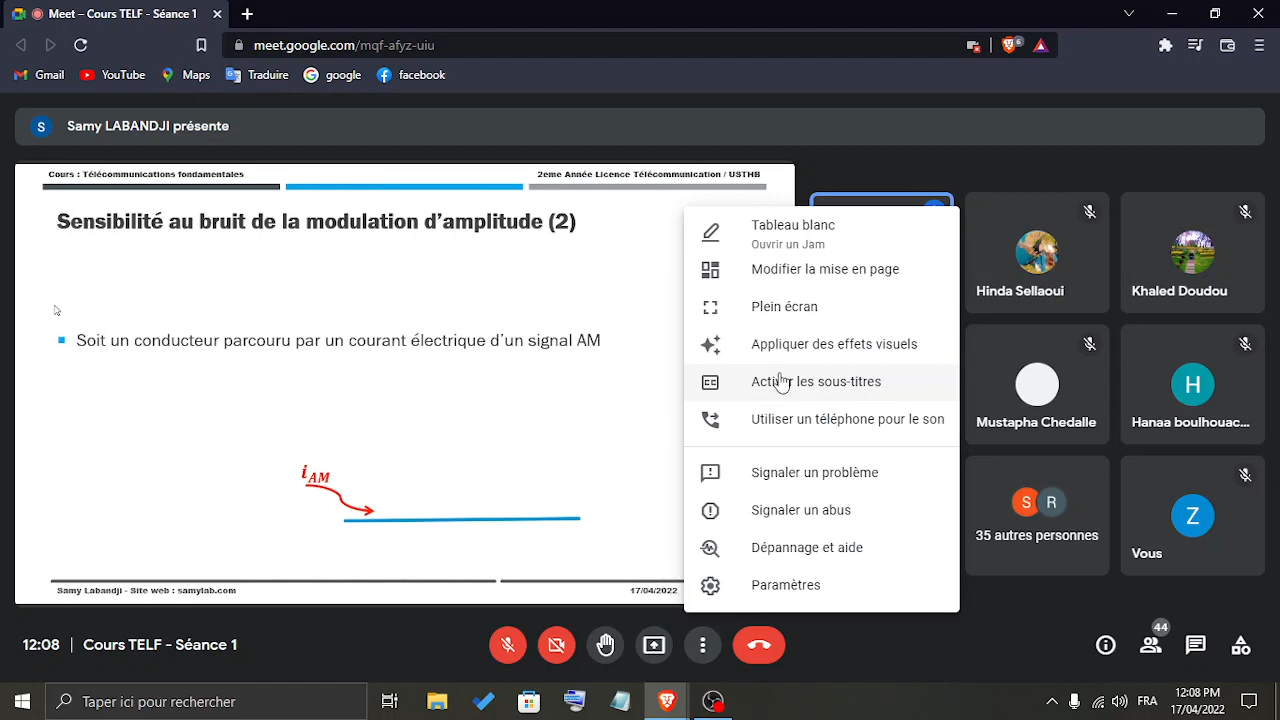 Meet – Cours TELF – Séance 1
meet.google.com/mqf-afyz-uiu
6
Gmail
YouTube
Maps
Traduire
google
facebook
S
Samy LABANDJI présente
Cours : Télécommunications fondamentales
2eme Année Licence Télécommunication / USTHB
Sensibilité au bruit de la modulation d'amplitude (2)
Soit un conducteur parcouru par un courant électrique d'un signal AM
iAM
Samy Labandji - Site web : samylab.com
17/04/2022
Tableau blanc
Ouvrir un Jam
Modifier la mise en page
Plein écran
Appliquer des effets visuels
Activer les sous-titres
Utiliser un téléphone pour le son
Signaler un problème
Signaler un abus
Dépannage et aide
Paramètres
Hinda Sellaoui
Khaled Doudou
Mustapha Chedalle
H
Hanaa boulhouac...
S R
35 autres personnes
Z
Vous
12:08 | Cours TELF – Séance 1
44
Taper ici pour rechercher
FRA
12:08 PM
17/04/2022